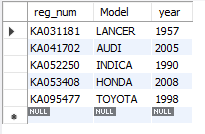 reg_num Model year
KA031181 LANCER 1957
KA041702 AUDI 2005
KA052250 INDICA 1990
KA053408 HONDA 2008
KA095477 TOYOTA 1998
NULL NULL NULL